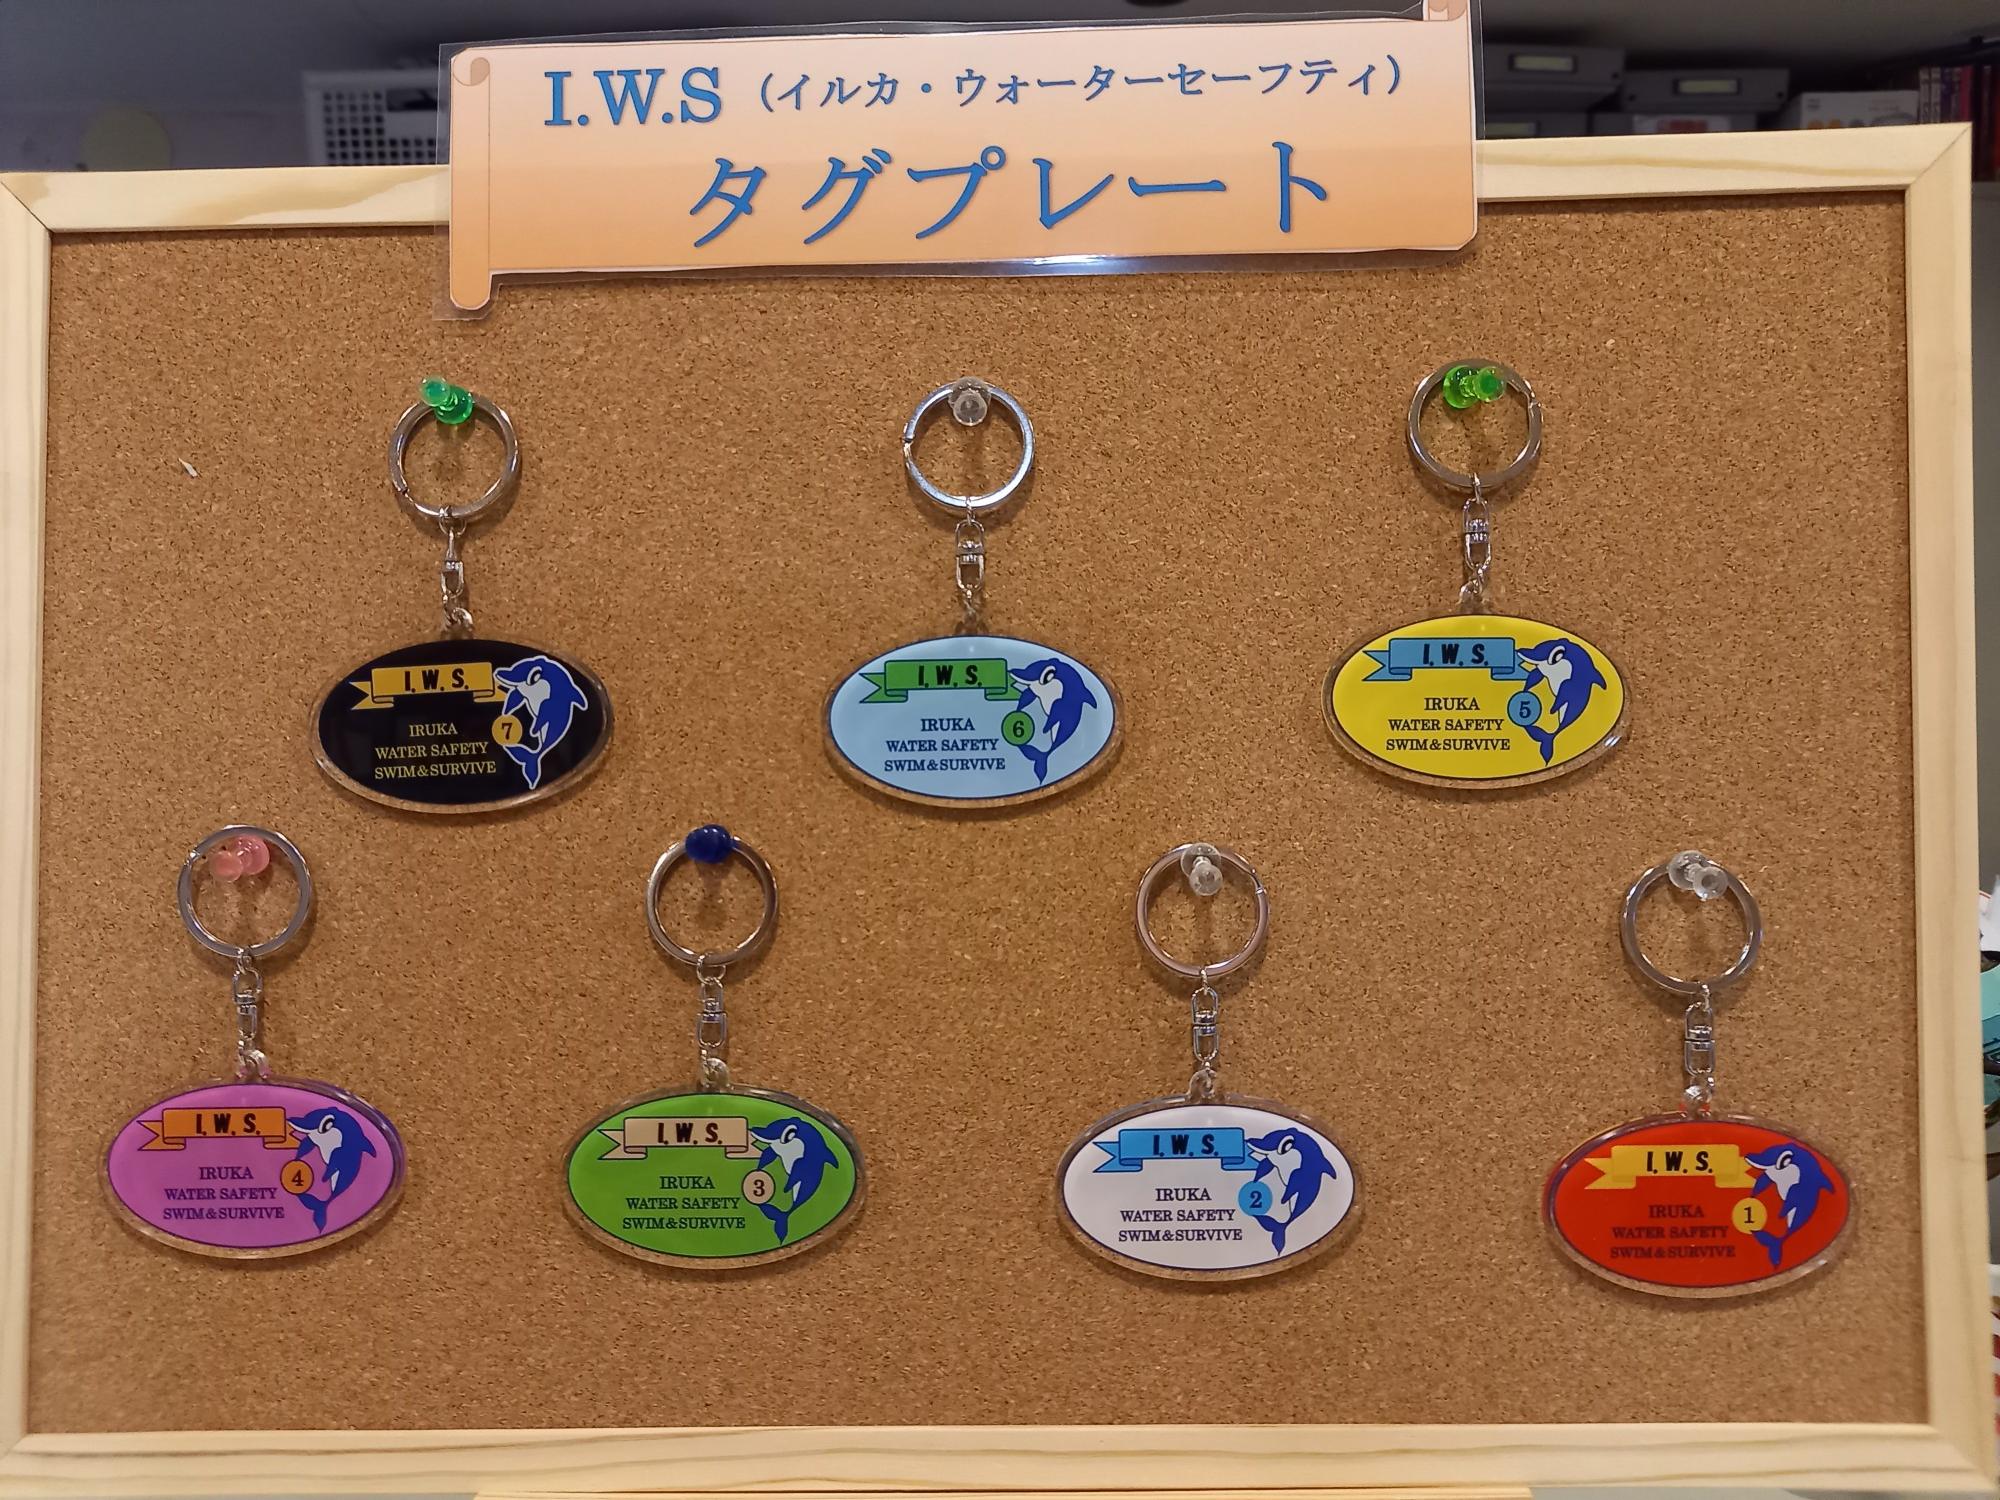 I.W.S（イルカ・ウォーターセーフティ）
タグプレート
I. W. S.
7
IRUKA
WATER SAFETY
SWIM&SURVIVE
I. W. S.
6
IRUKA
WATER SAFETY
SWIM&SURVIVE
I. W. S.
5
IRUKA
WATER SAFETY
SWIM&SURVIVE
I. W. S.
4
IRUKA
WATER SAFETY
SWIM&SURVIVE
I. W. S.
3
IRUKA
WATER SAFETY
SWIM&SURVIVE
I. W. S.
2
IRUKA
WATER SAFETY
SWIM&SURVIVE
I. W. S.
1
IRUKA
WATER SAFETY
SWIM&SURVIVE